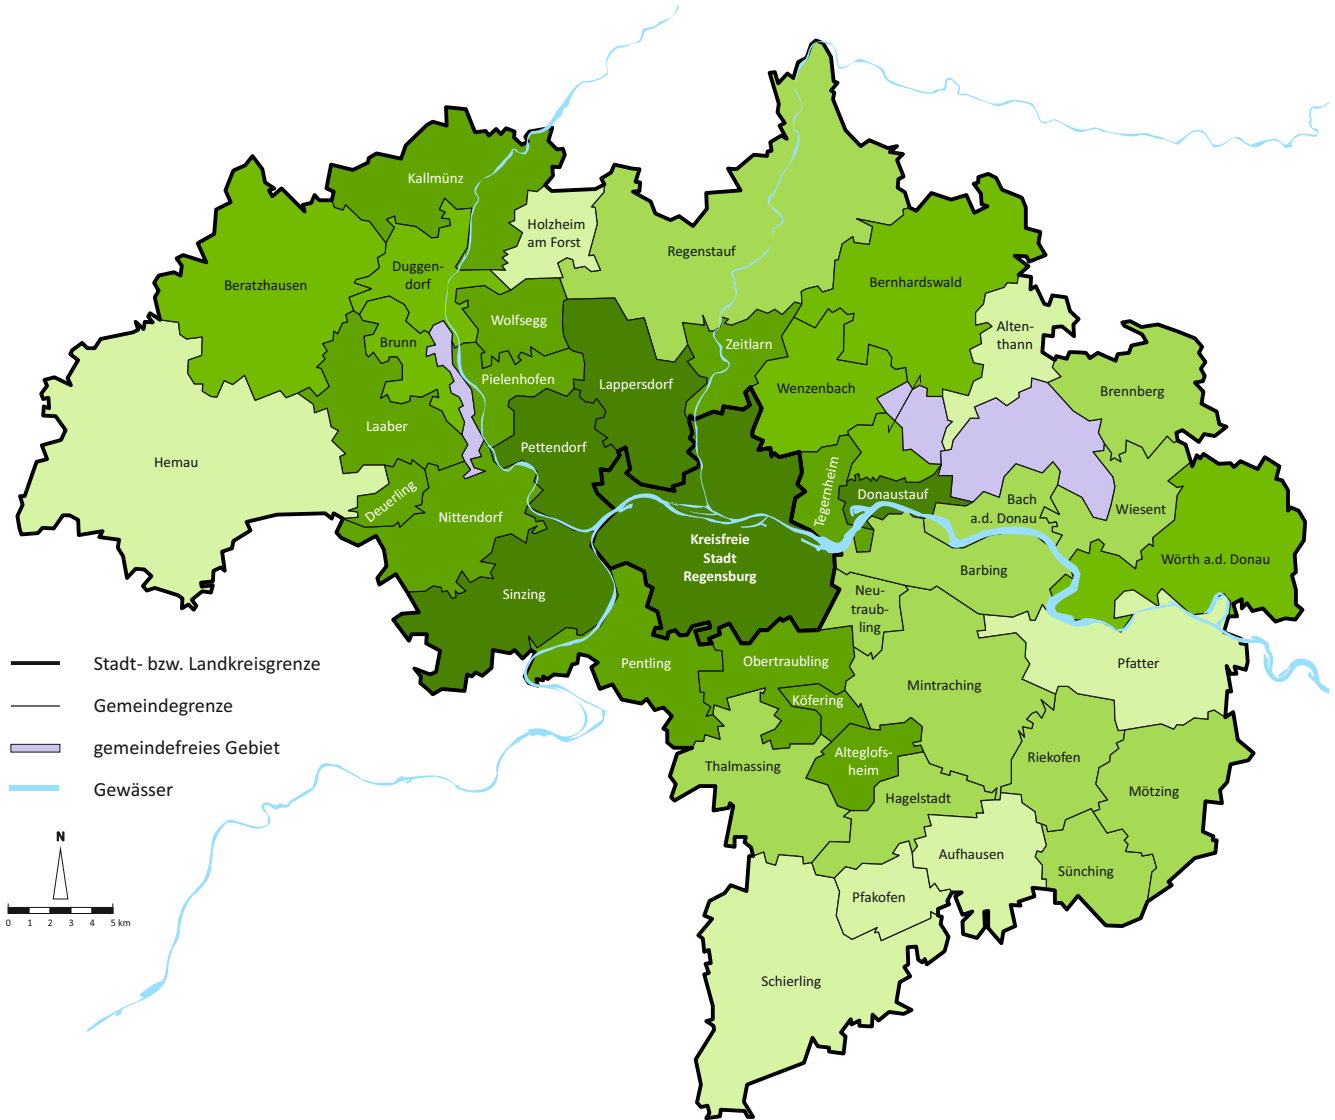 Kallmünz
Holzheim
am Forst
Regenstauf
Beratzhausen
Duggen-
dorf
Bernhardswald
Wolfsegg
Brunn
Zeitlarn
Alten-
thann
Pielenhofen
Lappersdorf
Wenzenbach
Brennberg
Laaber
Pettendorf
Hemau
Deuerling
Nittendorf
Tegernheim
Donaustauf
Bach
a.d. Donau
Wiesent
Kreisfreie
Stadt
Regensburg
Wörth a.d. Donau
Barbing
Sinzing
Neu-
traub-
ling
Pentling
Obertraubling
Pfatter
Mintraching
Köfering
Thalmassing
Alteglofs-
heim
Riekofen
Mötzing
Hagelstadt
Aufhausen
Sünching
Pfakofen
Schierling
Stadt- bzw. Landkreisgrenze
Gemeindegrenze
gemeindefreies Gebiet
Gewässer
N
0 1 2 3 4 5 km